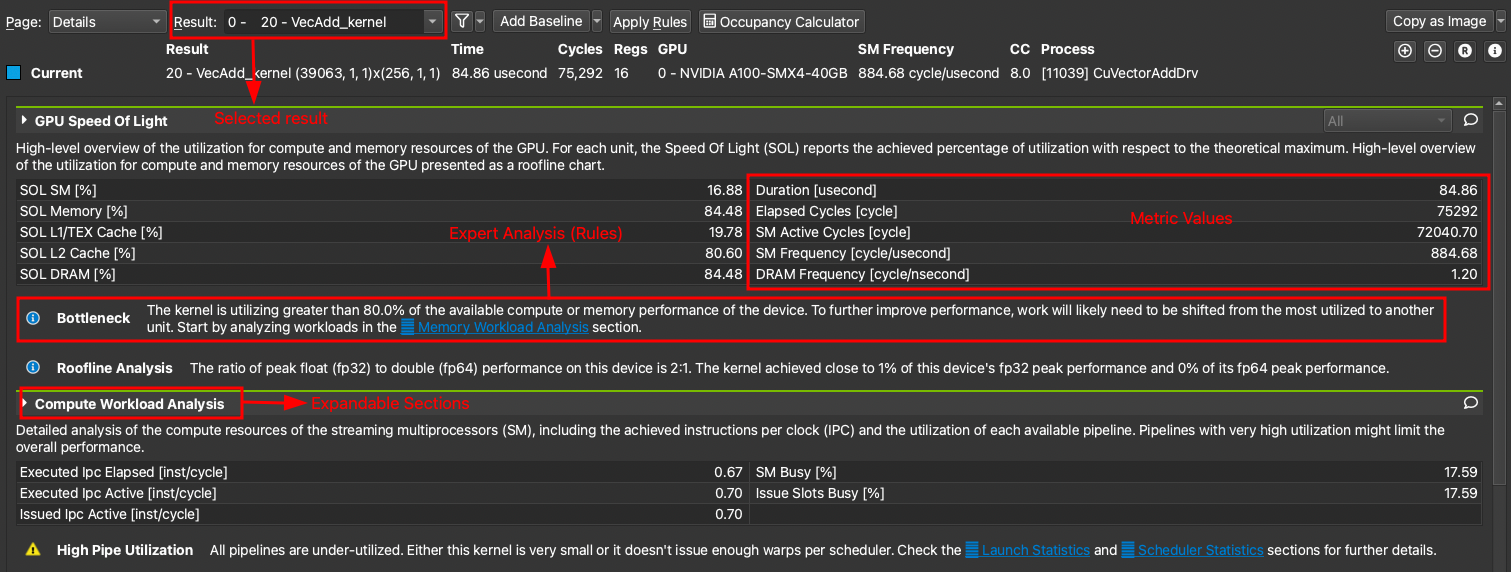 Page: Details Result: 0 - 20 - VecAdd_kernel Add Baseline Apply Rules Occupancy Calculator Copy as Image
Result Time Cycles Regs GPU SM Frequency CC Process
Current 20 - VecAdd_kernel (39063, 1, 1)x(256, 1, 1) 84.86 usecond 75,292 16 0 - NVIDIA A100-SMX4-40GB 884.68 cycle/usecond 8.0 [11039] CuVectorAddDrv
GPU Speed Of Light Selected result All
High-level overview of the utilization for compute and memory resources of the GPU. For each unit, the Speed Of Light (SOL) reports the achieved percentage of utilization with respect to the theoretical maximum. High-level overview
of the utilization for compute and memory resources of the GPU presented as a roofline chart.
SOL SM [%] 16.88 Duration [usecond] 84.86
SOL Memory [%] 84.48 Elapsed Cycles [cycle] Metric Values 75292
SOL L1/TEX Cache [%] Expert Analysis (Rules) 19.78 SM Active Cycles [cycle] 72040.70
SOL L2 Cache [%] 80.60 SM Frequency [cycle/usecond] 884.68
SOL DRAM [%] 84.48 DRAM Frequency [cycle/nsecond] 1.20
Bottleneck The kernel is utilizing greater than 80.0% of the available compute or memory performance of the device. To further improve performance, work will likely need to be shifted from the most utilized to another
unit. Start by analyzing workloads in the Memory Workload Analysis section.
Roofline Analysis The ratio of peak float (fp32) to double (fp64) performance on this device is 2:1. The kernel achieved close to 1% of this device's fp32 peak performance and 0% of its fp64 peak performance.
Compute Workload Analysis Expandable Sections
Detailed analysis of the compute resources of the streaming multiprocessors (SM), including the achieved instructions per clock (IPC) and the utilization of each available pipeline. Pipelines with very high utilization might limit the
overall performance.
Executed Ipc Elapsed [inst/cycle] 0.67 SM Busy [%] 17.59
Executed Ipc Active [inst/cycle] 0.70 Issue Slots Busy [%] 17.59
Issued Ipc Active [inst/cycle] 0.70
High Pipe Utilization All pipelines are under-utilized. Either this kernel is very small or it doesn't issue enough warps per scheduler. Check the Launch Statistics and Scheduler Statistics sections for further details.